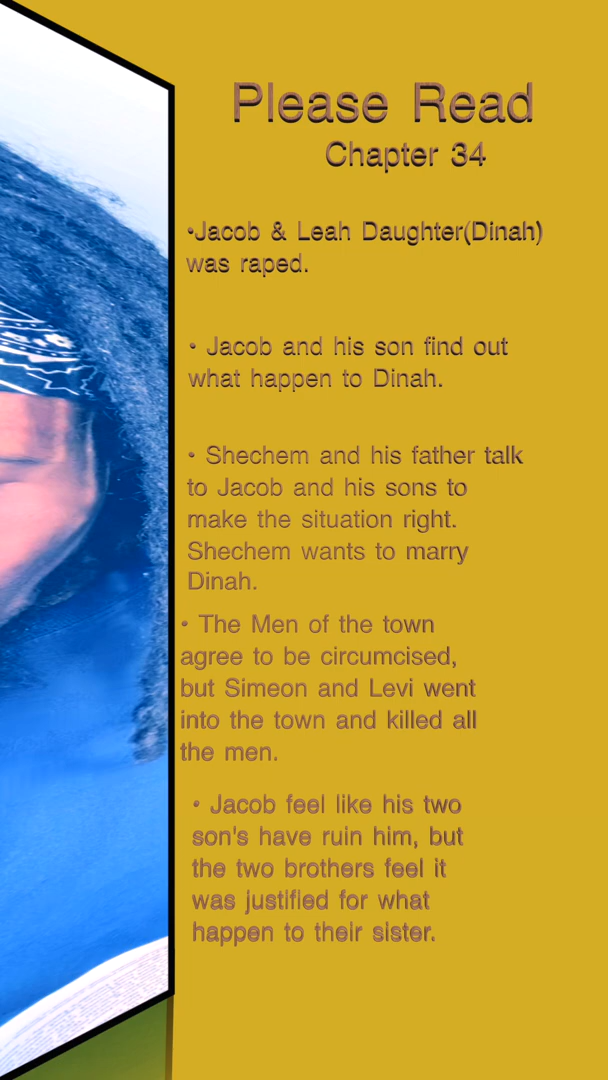 Please Read
Chapter 34
•Jacob & Leah Daughter(Dinah)
was raped.
• Jacob and his son find out
what happen to Dinah.
• Shechem and his father talk
to Jacob and his sons to
make the situation right.
Shechem wants to marry
Dinah.
• The Men of the town
agree to be circumcised,
but Simeon and Levi went
into the town and killed all
the men.
• Jacob feel like his two
son's have ruin him, but
the two brothers feel it
was justified for what
happen to their sister.